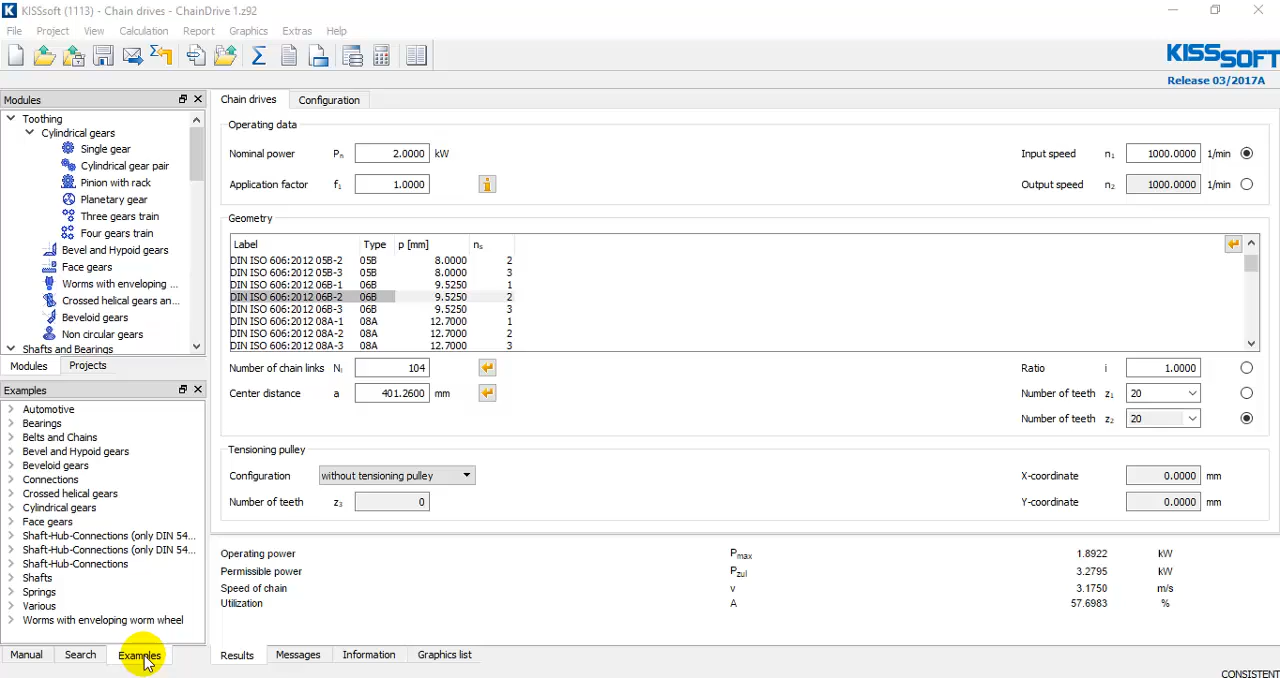 KISSsoft (1113) - Chain drives - ChainDrive 1.z92
File Project View Calculation Report Graphics Extras Help
KISSSOFT
Release 03/2017A
Modules
Toothing
Cylindrical gears
Single gear
Cylindrical gear pair
Pinion with rack
Planetary gear
Three gears train
Four gears train
Bevel and Hypoid gears
Face gears
Worms with enveloping ...
Crossed helical gears an...
Beveloid gears
Non circular gears
Shafts and Bearings
Modules Projects
Examples
Automotive
Bearings
Belts and Chains
Bevel and Hypoid gears
Beveloid gears
Connections
Crossed helical gears
Cylindrical gears
Face gears
Shaft-Hub-Connections (only DIN 54...
Shaft-Hub-Connections (only DIN 54...
Shaft-Hub-Connections
Shafts
Springs
Various
Worms with enveloping worm wheel
Manual Search Examples
Chain drives Configuration
Operating data
Nominal power Pn 2.0000 kW Input speed n1 1000.0000 1/min
Application factor f1 1.0000 Output speed n2 1000.0000 1/min
Geometry
Label Type p [mm] ns
DIN ISO 606:2012 05B-2 05B 8.0000 2
DIN ISO 606:2012 05B-3 05B 8.0000 3
DIN ISO 606:2012 06B-1 06B 9.5250 1
DIN ISO 606:2012 06B-2 06B 9.5250 2
DIN ISO 606:2012 06B-3 06B 9.5250 3
DIN ISO 606:2012 08A-1 08A 12.7000 1
DIN ISO 606:2012 08A-2 08A 12.7000 2
DIN ISO 606:2012 08A-3 08A 12.7000 3
Number of chain links Nt 104 Ratio i 1.0000
Center distance a 401.2600 mm Number of teeth z1 20
Number of teeth z2 20
Tensioning pulley
Configuration without tensioning pulley X-coordinate 0.0000 mm
Number of teeth z3 0 Y-coordinate 0.0000 mm
Operating power Pmax 1.8922 kW
Permissible power Pzul 3.2795 kW
Speed of chain v 3.1750 m/s
Utilization A 57.6983 %
Results Messages Information Graphics list
CONSISTENT